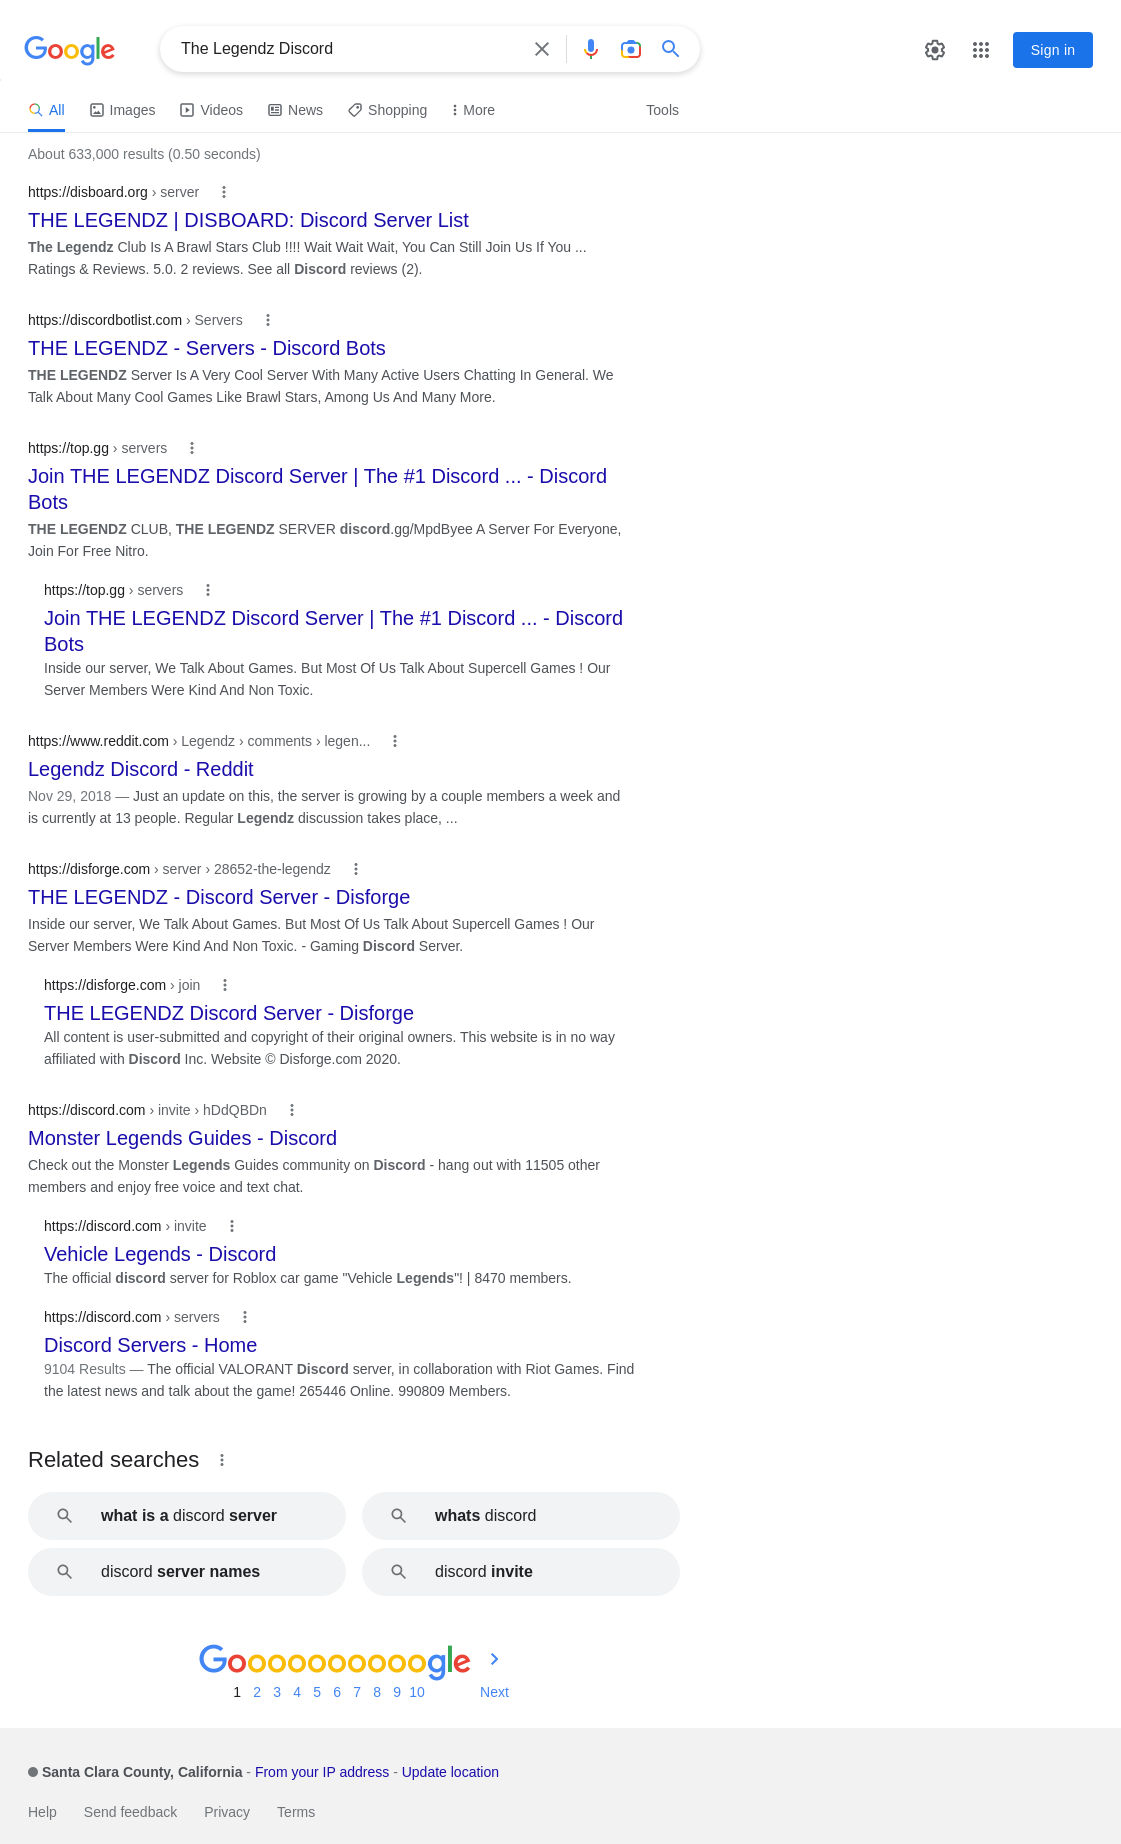 Google
The Legendz Discord
Sign in
All
Images
Videos
News
Shopping
More
Tools
About 633,000 results (0.50 seconds)
https://disboard.org › server
THE LEGENDZ | DISBOARD: Discord Server List
The Legendz Club Is A Brawl Stars Club !!!! Wait Wait Wait, You Can Still Join Us If You ...
Ratings & Reviews. 5.0. 2 reviews. See all Discord reviews (2).
https://discordbotlist.com › Servers
THE LEGENDZ - Servers - Discord Bots
THE LEGENDZ Server Is A Very Cool Server With Many Active Users Chatting In General. We
Talk About Many Cool Games Like Brawl Stars, Among Us And Many More.
https://top.gg › servers
Join THE LEGENDZ Discord Server | The #1 Discord ... - Discord
Bots
THE LEGENDZ CLUB, THE LEGENDZ SERVER discord.gg/MpdByee A Server For Everyone,
Join For Free Nitro.
https://top.gg › servers
Join THE LEGENDZ Discord Server | The #1 Discord ... - Discord
Bots
Inside our server, We Talk About Games. But Most Of Us Talk About Supercell Games ! Our
Server Members Were Kind And Non Toxic.
https://www.reddit.com › Legendz › comments › legen...
Legendz Discord - Reddit
Nov 29, 2018 — Just an update on this, the server is growing by a couple members a week and
is currently at 13 people. Regular Legendz discussion takes place, ...
https://disforge.com › server › 28652-the-legendz
THE LEGENDZ - Discord Server - Disforge
Inside our server, We Talk About Games. But Most Of Us Talk About Supercell Games ! Our
Server Members Were Kind And Non Toxic. - Gaming Discord Server.
https://disforge.com › join
THE LEGENDZ Discord Server - Disforge
All content is user-submitted and copyright of their original owners. This website is in no way
affiliated with Discord Inc. Website © Disforge.com 2020.
https://discord.com › invite › hDdQBDn
Monster Legends Guides - Discord
Check out the Monster Legends Guides community on Discord - hang out with 11505 other
members and enjoy free voice and text chat.
https://discord.com › invite
Vehicle Legends - Discord
The official discord server for Roblox car game "Vehicle Legends"! | 8470 members.
https://discord.com › servers
Discord Servers - Home
9104 Results — The official VALORANT Discord server, in collaboration with Riot Games. Find
the latest news and talk about the game! 265446 Online. 990809 Members.
Related searches
what is a discord server
whats discord
discord server names
discord invite
Goooooooooogle
1 2 3 4 5 6 7 8 9 10 Next
Santa Clara County, California - From your IP address - Update location
Help Send feedback Privacy Terms